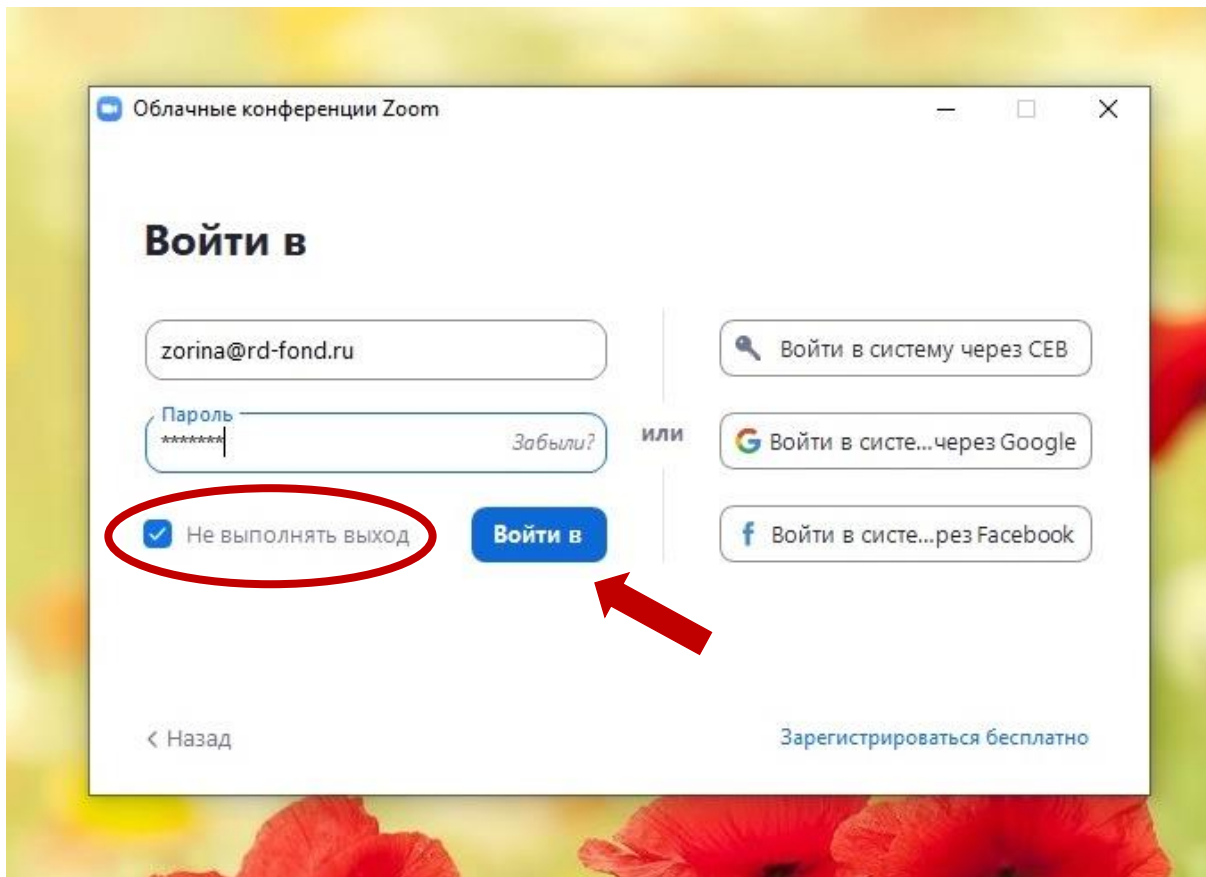 Облачные конференции Zoom
Войти в
zorina@rd-fond.ru
Пароль
*******
Забыли?
Не выполнять выход
Войти в
или
Войти в систему через СЕВ
Войти в систе...через Google
Войти в систе...рез Facebook
< Назад
Зарегистрироваться бесплатно